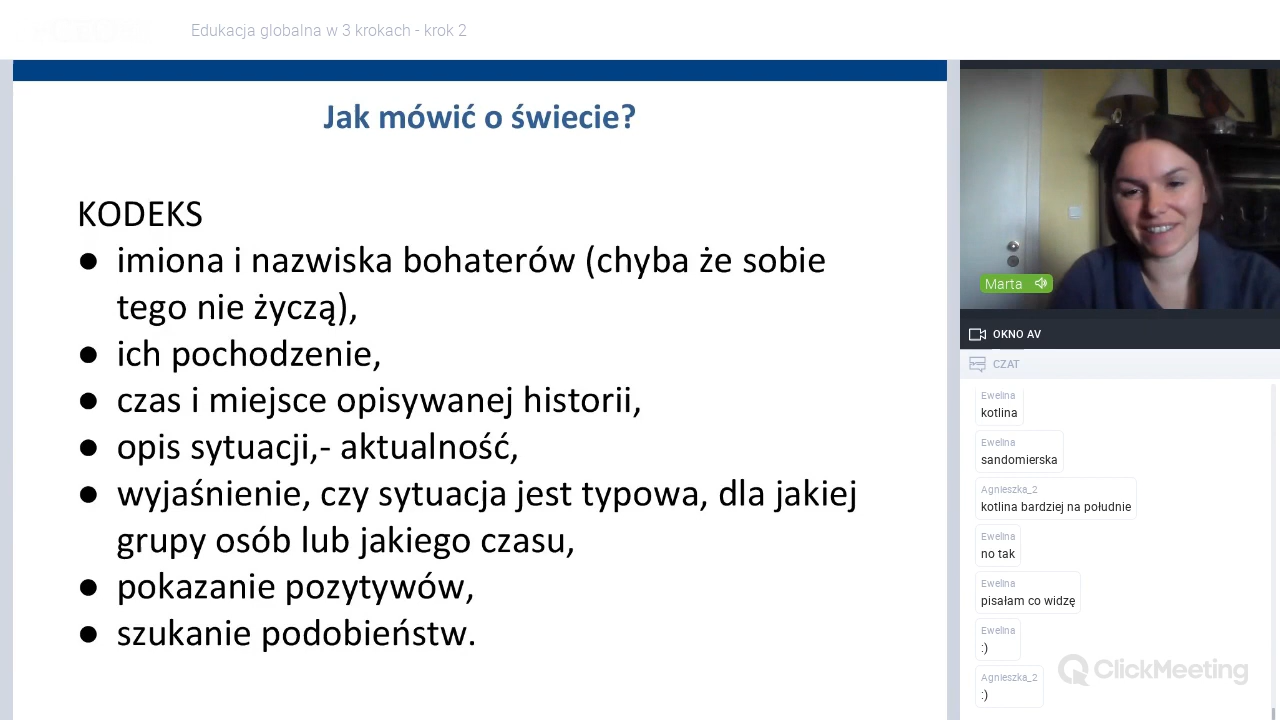 Edukacja globalna w 3 krokach - krok 2
Jak mówić o świecie?
KODEKS
● imiona i nazwiska bohaterów (chyba że sobie
tego nie życzą),
● ich pochodzenie,
● czas i miejsce opisywanej historii,
● opis sytuacji,- aktualność,
● wyjaśnienie, czy sytuacja jest typowa, dla jakiej
grupy osób lub jakiego czasu,
● pokazanie pozytywów,
● szukanie podobieństw.
Marta
OKNO AV
CZAT
Ewelina
kotlina
Ewelina
sandomierska
Agnieszka_2
kotlina bardziej na południe
Ewelina
no tak
Ewelina
pisałam co widzę
Ewelina
:)
Agnieszka_2
:)
ClickMeeting